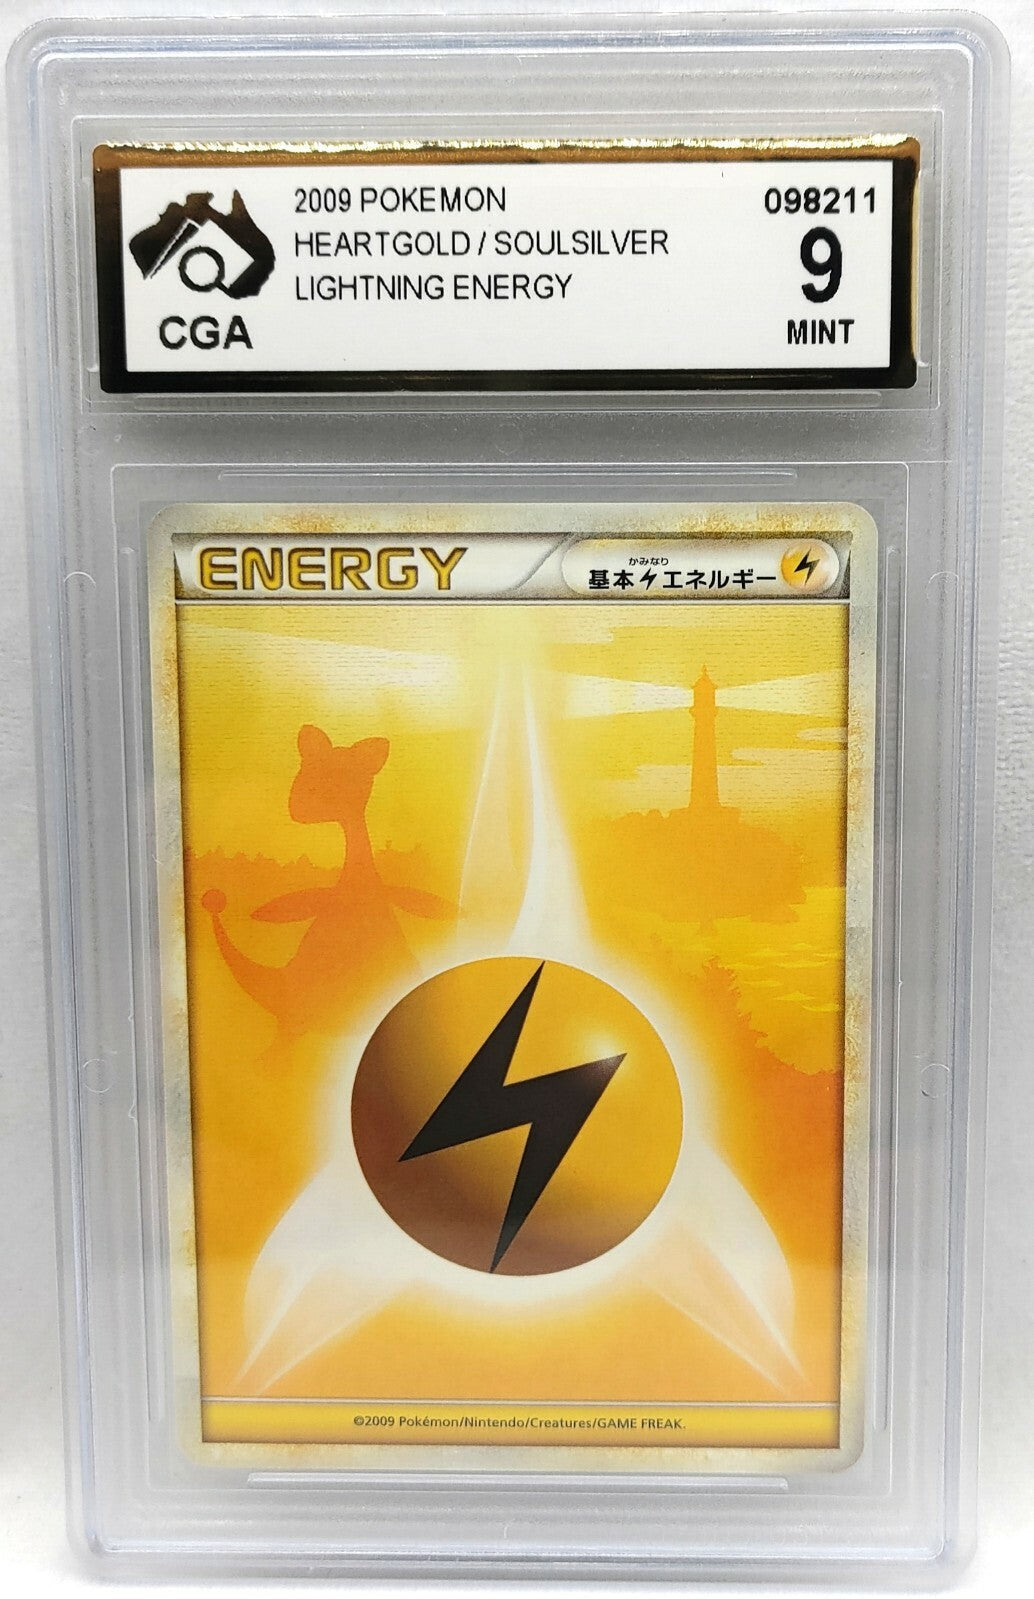 2009 POKEMON
HEARTGOLD / SOULSILVER
LIGHTNING ENERGY
CGA
098211
9
MINT
ENERGY
かみなり
基本エネルギー
©2009 Pokémon/Nintendo/Creatures/GAME FREAK.